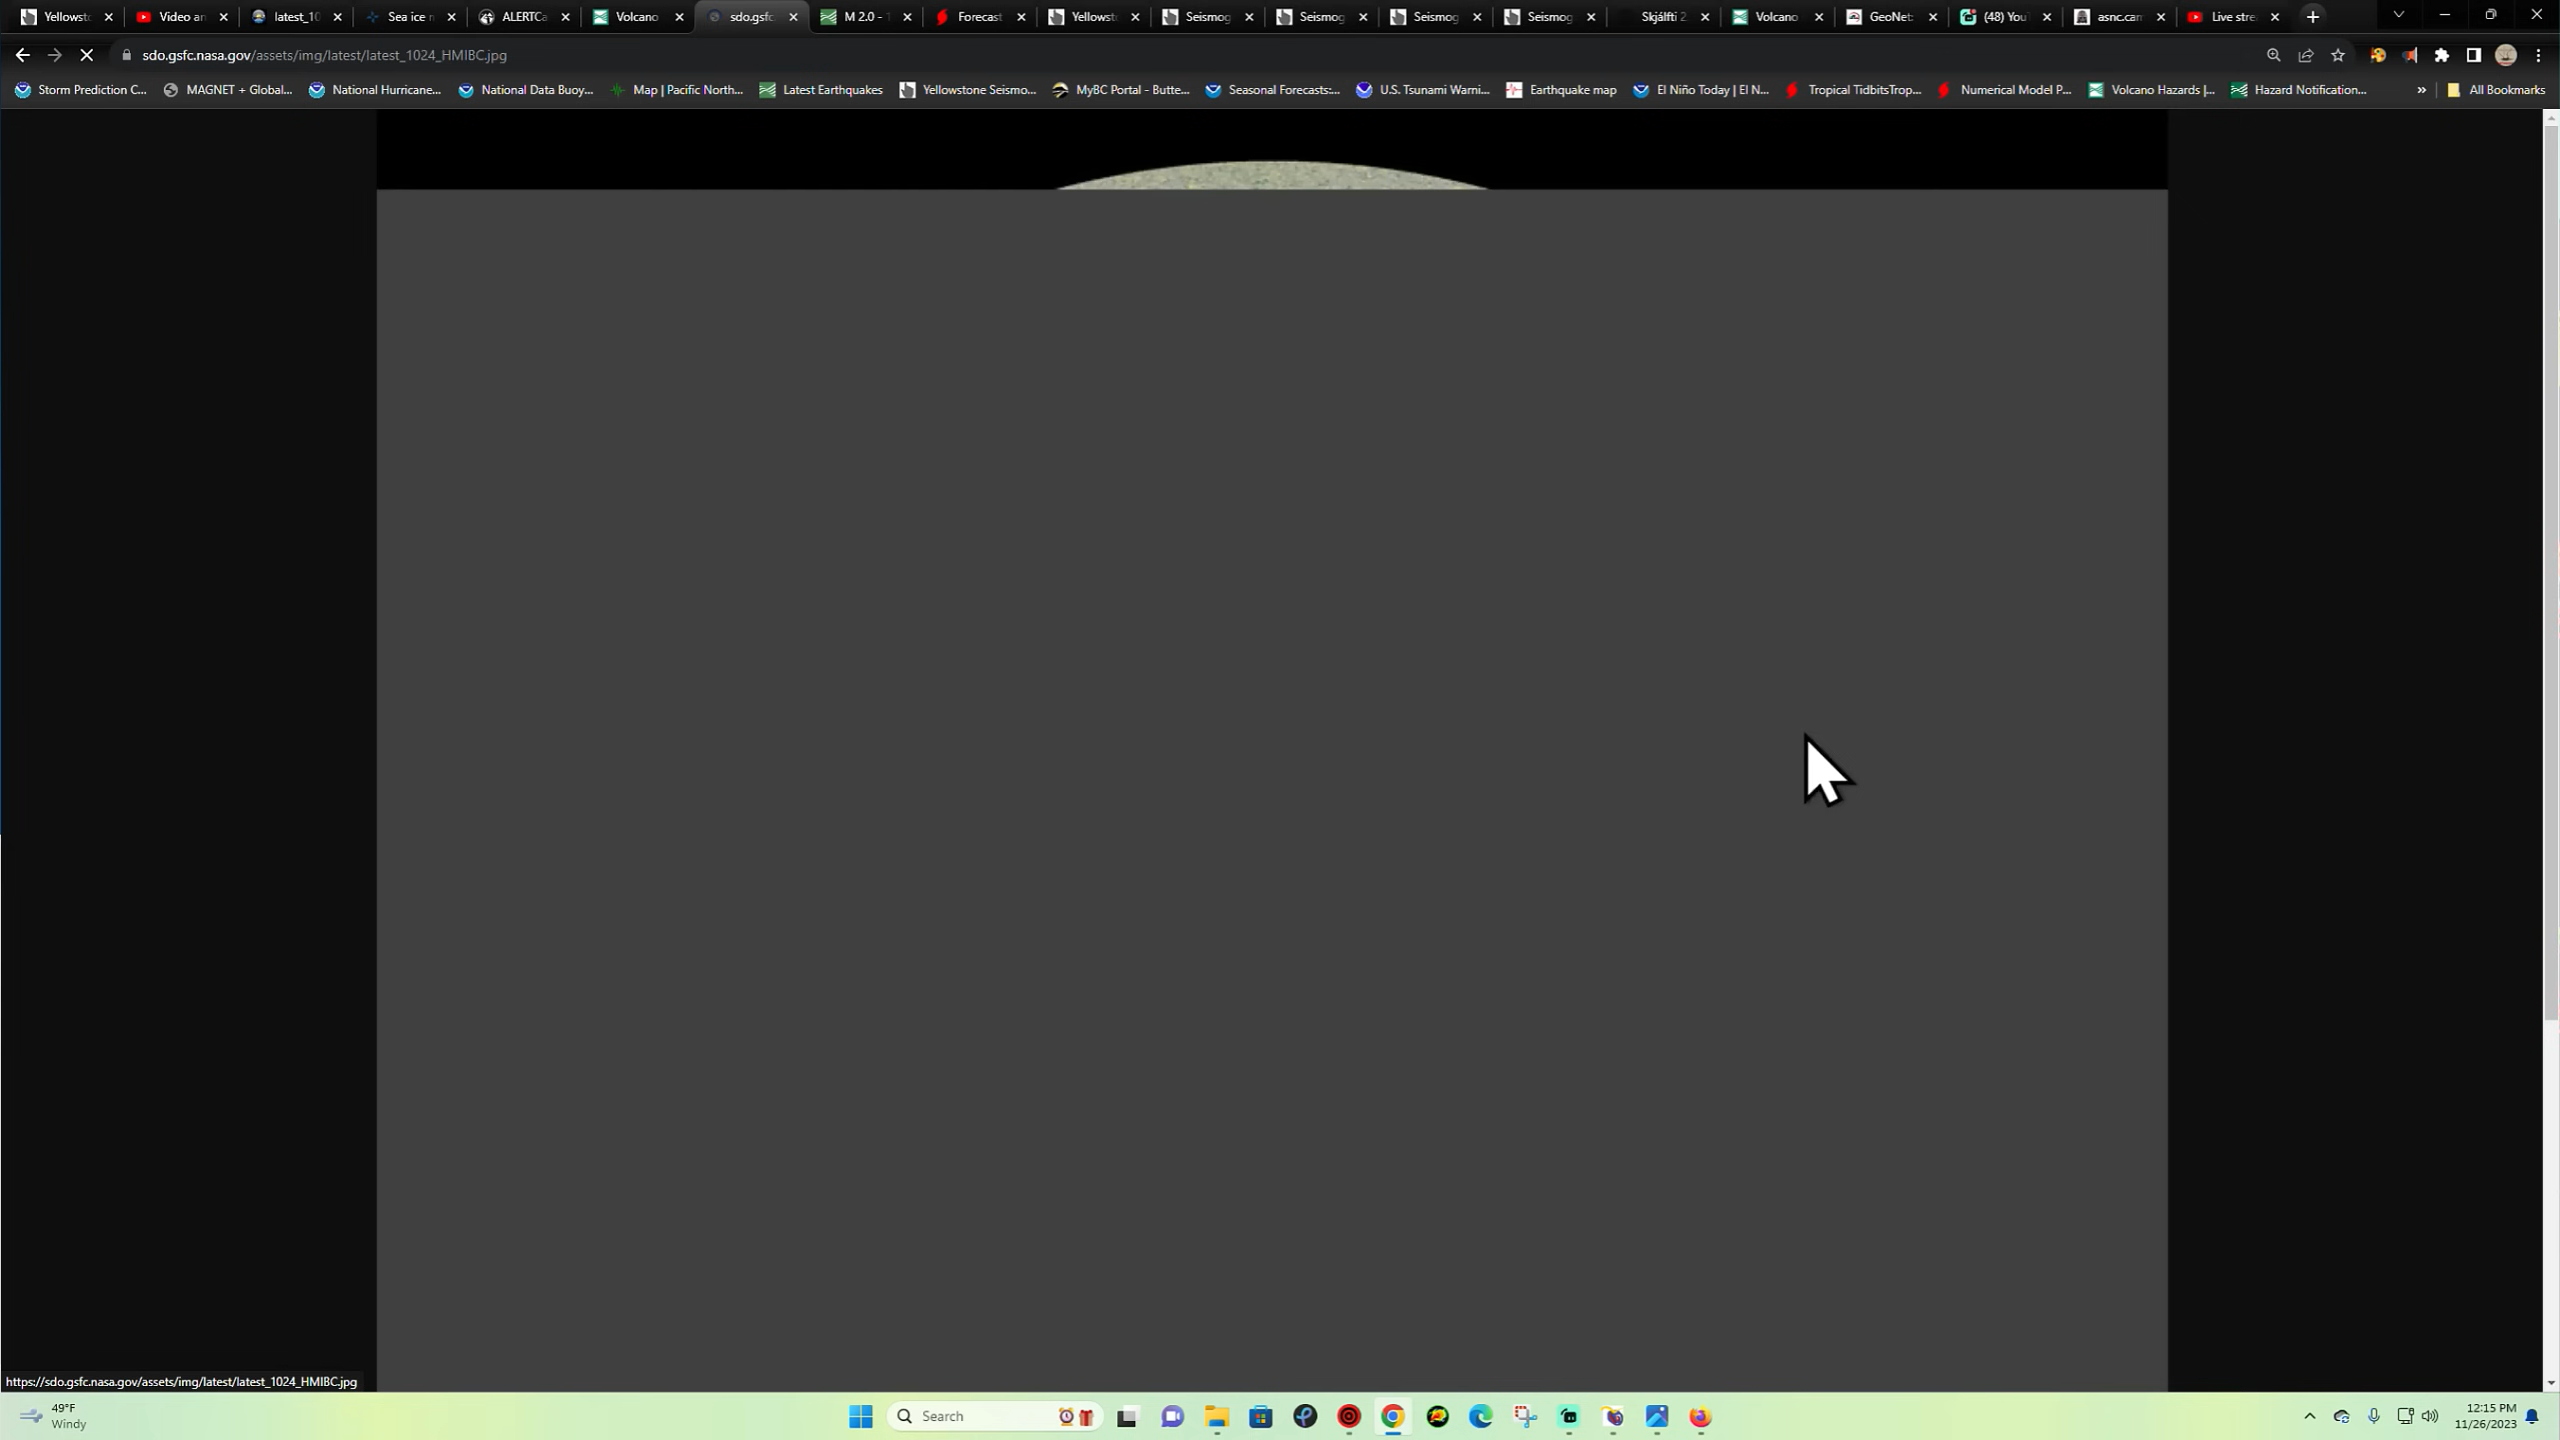 Yellowsto
Video an
latest_10
Sea ice n
ALERTCa
Volcano
sdo.gsfc.
M 2.0 - 1
Forecast
Yellowst
Seismog
Seismog
Seismog
Seismog
Skjálfti 2
Volcano
GeoNet:
(48) You
asnc.cam
Live stre
sdo.gsfc.nasa.gov/assets/img/latest/latest_1024_HMIBC.jpg
Storm Prediction C...
MAGNET + Global...
National Hurricane...
National Data Buoy...
Map | Pacific North...
Latest Earthquakes
Yellowstone Seismo...
MyBC Portal - Butte...
Seasonal Forecasts:...
U.S. Tsunami Warni...
Earthquake map
El Niño Today | El N...
Tropical TidbitsTrop...
Numerical Model P...
Volcano Hazards |...
Hazard Notification...
»
All Bookmarks
https://sdo.gsfc.nasa.gov/assets/img/latest/latest_1024_HMIBC.jpg
49°F
Windy
Search
12:15 PM
11/26/2023